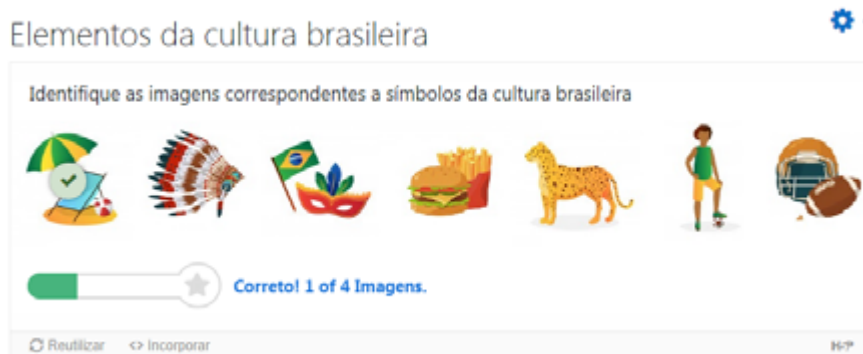 Elementos da cultura brasileira
Identifique as imagens correspondentes a símbolos da cultura brasileira
Correto! 1 of 4 Imagens.
Reutilizar <> Incorporar
H5P